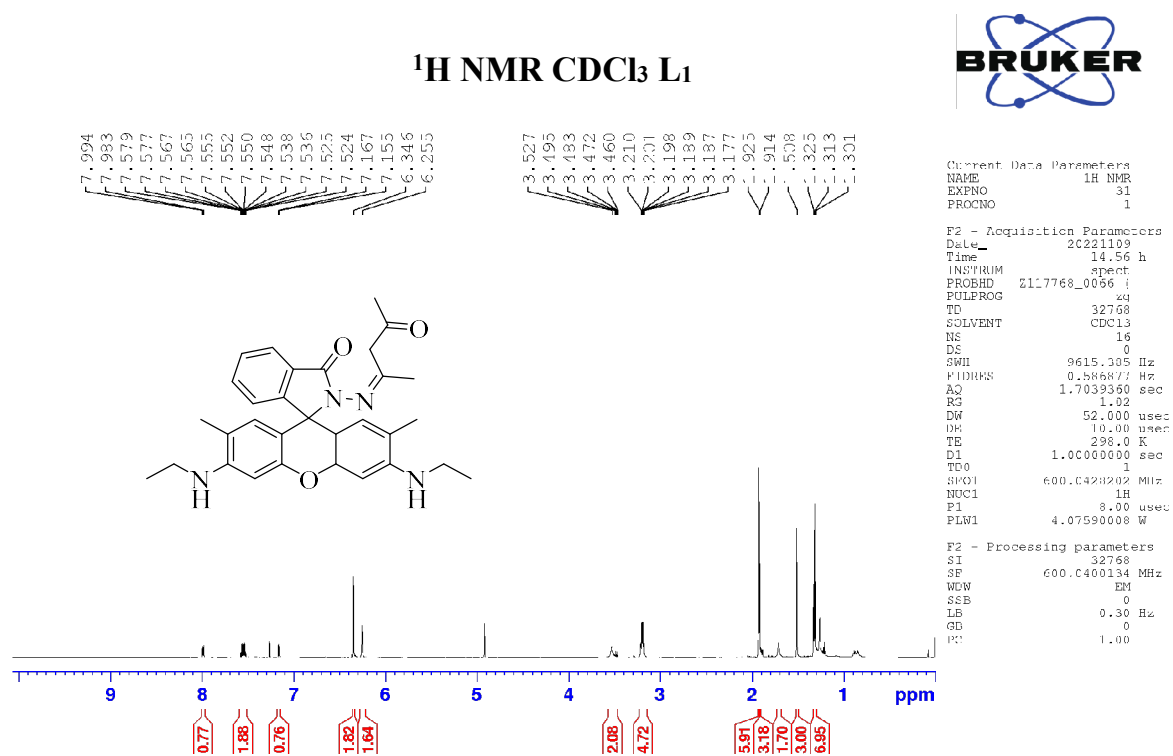 ¹H NMR CDCl₃ L₁
BRUKER
7.994
7.983
7.579
7.577
7.567
7.565
7.555
7.552
7.550
7.548
7.538
7.536
7.525
7.524
7.167
7.155
6.346
6.255
3.527
3.495
3.483
3.472
3.460
3.210
3.201
3.198
3.189
3.187
3.177
1.925
1.914
1.508
1.325
1.313
1.301
Current Data Parameters
NAME 1H NMR
EXPNO 31
PROCNO 1
F2 - Acquisition Parameters
Date_ 20221109
Time 14.56 h
INSTRUM spect
PROBHD Z117768_0066 (
PULPROG zg
TD 32768
SOLVENT CDCl3
NS 16
DS 0
SWH 9615.385 Hz
FIDRES 0.586877 Hz
AQ 1.7039360 sec
RG 1.02
DW 52.000 usec
DE 10.00 usec
TE 298.0 K
D1 1.00000000 sec
TD0 1
SFO1 600.0428202 MHz
NUC1 1H
P1 8.00 usec
PLW1 4.07590008 W
F2 - Processing parameters
SI 32768
SF 600.0400134 MHz
WDW EM
SSB 0
LB 0.30 Hz
GB 0
PC 1.00
O
O
N
N
N
H
O
N
H
9 8 7 6 5 4 3 2 1 ppm
0.77
1.88
0.76
1.82
1.64
2.08
4.72
5.91
3.18
1.70
3.00
6.95